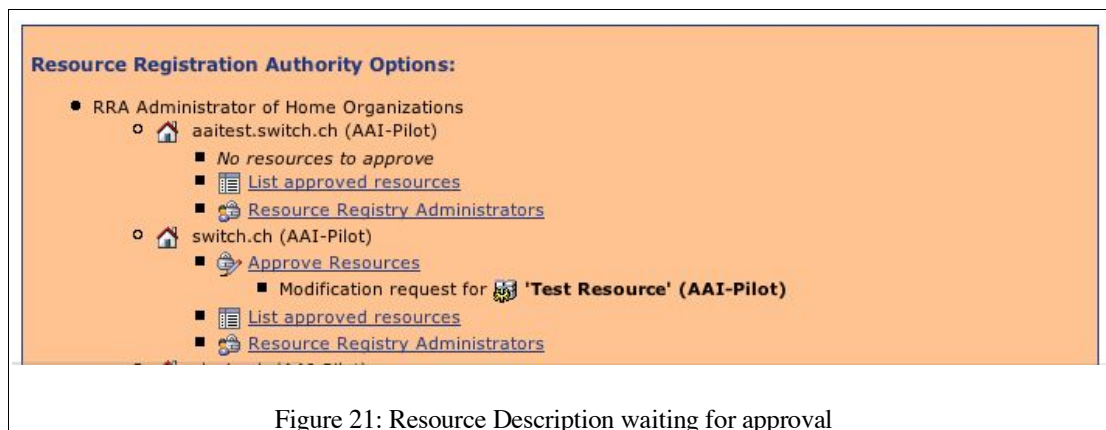 Resource Registration Authority Options:
RRA Administrator of Home Organizations
aaitest.switch.ch (AAI-Pilot)
No resources to approve
List approved resources
Resource Registry Administrators
switch.ch (AAI-Pilot)
Approve Resources
Modification request for 'Test Resource' (AAI-Pilot)
List approved resources
Resource Registry Administrators
Figure 21: Resource Description waiting for approval